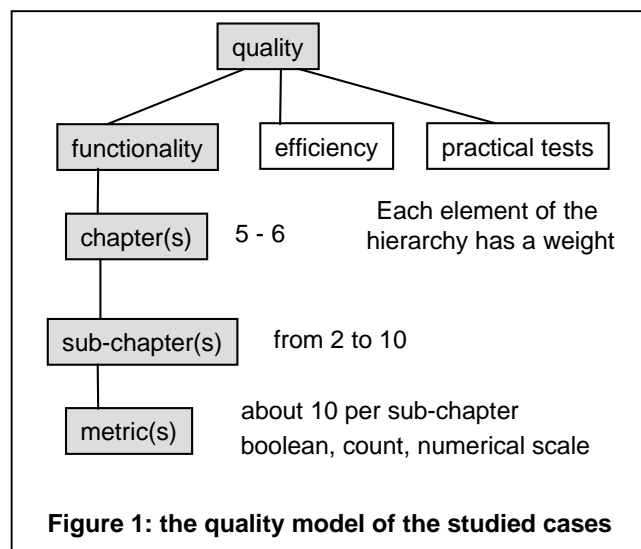 quality
functionality
efficiency
practical tests
Each element of the
hierarchy has a weight
chapter(s)
5 - 6
sub-chapter(s)
from 2 to 10
metric(s)
about 10 per sub-chapter
boolean, count, numerical scale
Figure 1: the quality model of the studied cases